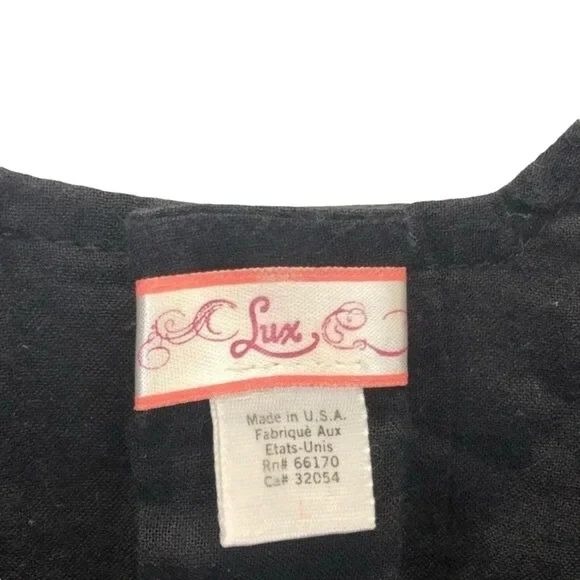 Lux
Made in U.S.A.
Fabriquè Aux
Etats-Unis
Rn# 66170
Ca# 32054
L